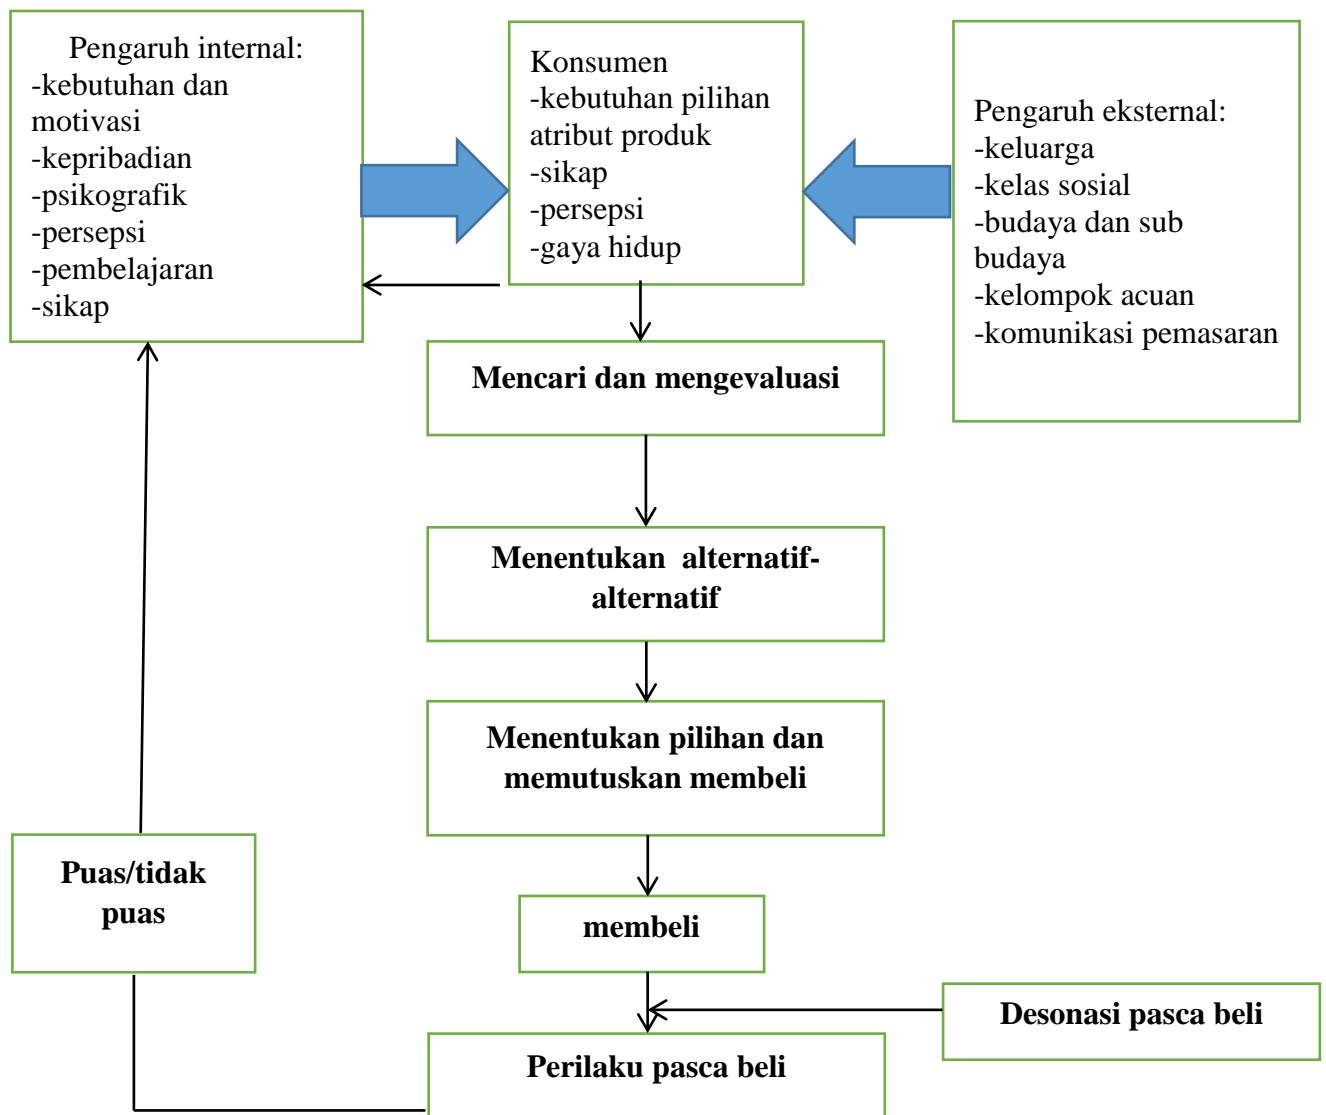 Pengaruh internal:
-kebutuhan dan
motivasi
-kepribadian
-psikografik
-persepsi
-pembelajaran
-sikap
Konsumen
-kebutuhan pilihan
atribut produk
-sikap
-persepsi
-gaya hidup
Pengaruh eksternal:
-keluarga
-kelas sosial
-budaya dan sub
budaya
-kelompok acuan
-komunikasi pemasaran
Mencari dan mengevaluasi
Menentukan alternatif-
alternatif
Menentukan pilihan dan
memutuskan membeli
Puas/tidak
puas
membeli
Desonasi pasca beli
Perilaku pasca beli